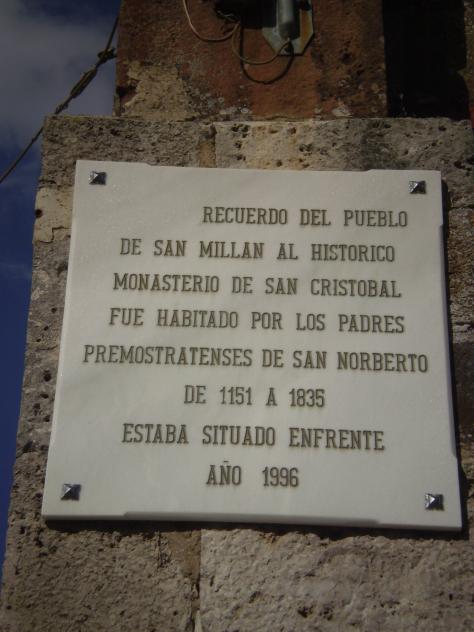 RECUERDO DEL PUEBLO
DE SAN MILLAN AL HISTORICO
MONASTERIO DE SAN CRISTOBAL
FUE HABITADO POR LOS PADRES
PREMOSTRATENSES DE SAN NORBERTO
DE 1151 A 1835
ESTABA SITUADO ENFRENTE
AÑO 1996